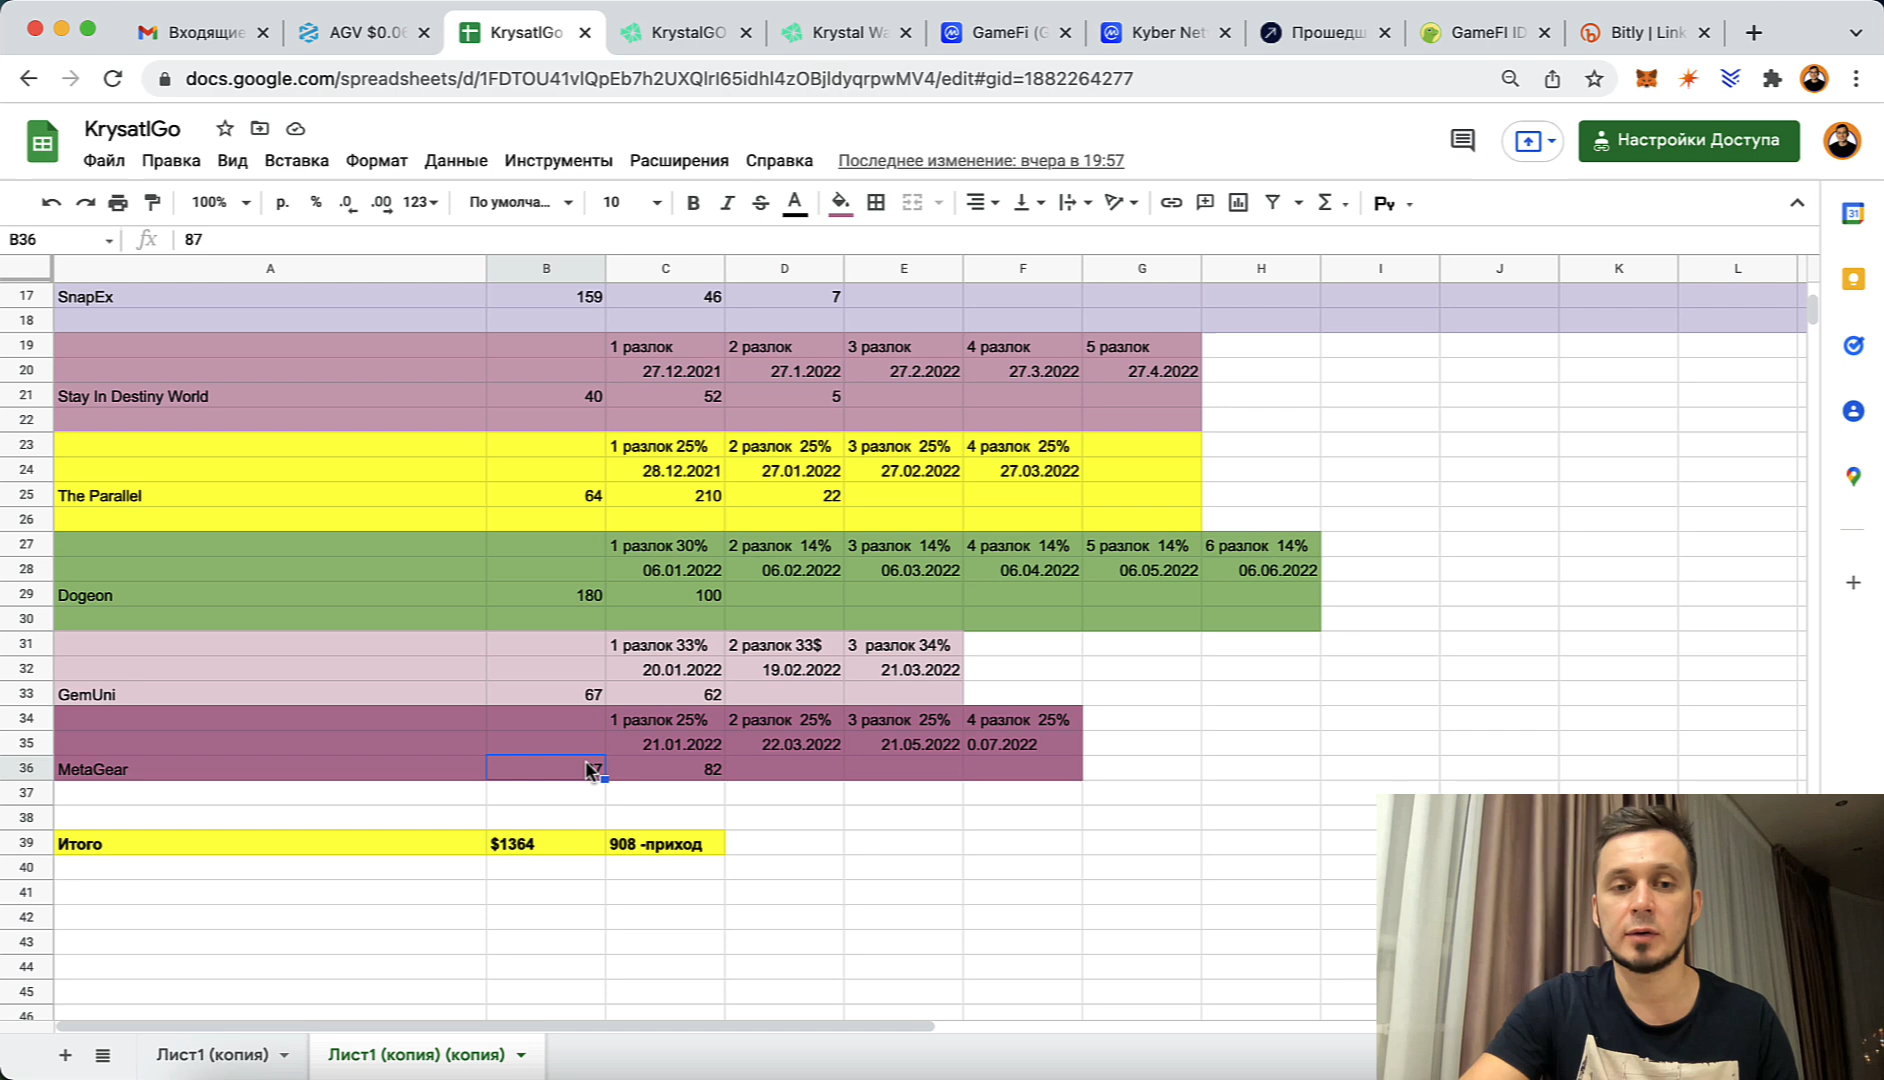 Входящие
AGV $0.06
KrysatlGo
KrystalGO
Krystal Wa
GameFi (G
Kyber Net
Прошедш
GameFI ID
Bitly | Link
docs.google.com/spreadsheets/d/1FDTOU41vlQpEb7h2UXQlrI65idhI4zOBjIdyqrpwMV4/edit#gid=1882264277
KrysatlGo
Файл Правка Вид Вставка Формат Данные Инструменты Расширения Справка Последнее изменение: вчера в 19:57
Настройки Доступа
100% р. % .0 .00 123 По умолча... 10 B I S A Σ
B36 fx 87
A B C D E F G H I J K L
17 SnapEx 159 46 7
18
19 1 разлок 2 разлок 3 разлок 4 разлок 5 разлок
20 27.12.2021 27.1.2022 27.2.2022 27.3.2022 27.4.2022
21 Stay In Destiny World 40 52 5
22
23 1 разлок 25% 2 разлок 25% 3 разлок 25% 4 разлок 25%
24 28.12.2021 27.01.2022 27.02.2022 27.03.2022
25 The Parallel 64 210 22
26
27 1 разлок 30% 2 разлок 14% 3 разлок 14% 4 разлок 14% 5 разлок 14% 6 разлок 14%
28 06.01.2022 06.02.2022 06.03.2022 06.04.2022 06.05.2022 06.06.2022
29 Dogeon 180 100
30
31 1 разлок 33% 2 разлок 33$ 3 разлок 34%
32 20.01.2022 19.02.2022 21.03.2022
33 GemUni 67 62
34 1 разлок 25% 2 разлок 25% 3 разлок 25% 4 разлок 25%
35 21.01.2022 22.03.2022 21.05.2022 0.07.2022
36 MetaGear 7 82
37
38
39 Итого $1364 908 -приход
40
41
42
43
44
45
46
31
Лист1 (копия) Лист1 (копия) (копия)